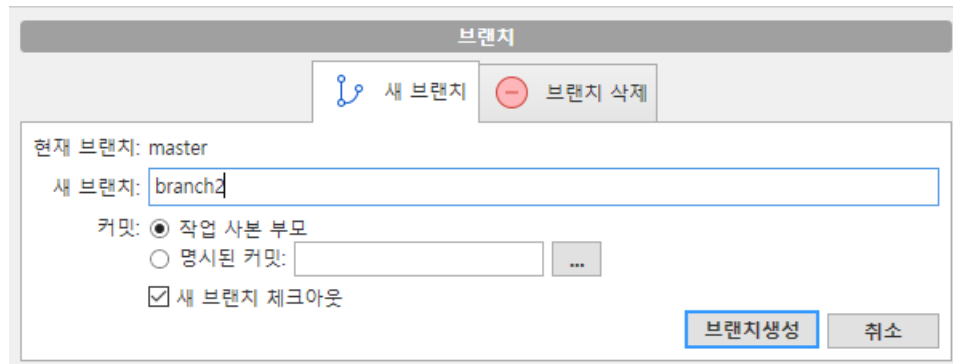 브랜치
새 브랜치 브랜치 삭제
현재 브랜치: master
새 브랜치: branch2
커밋: 작업 사본 부모
명시된 커밋: ...
새 브랜치 체크아웃
브랜치생성 취소